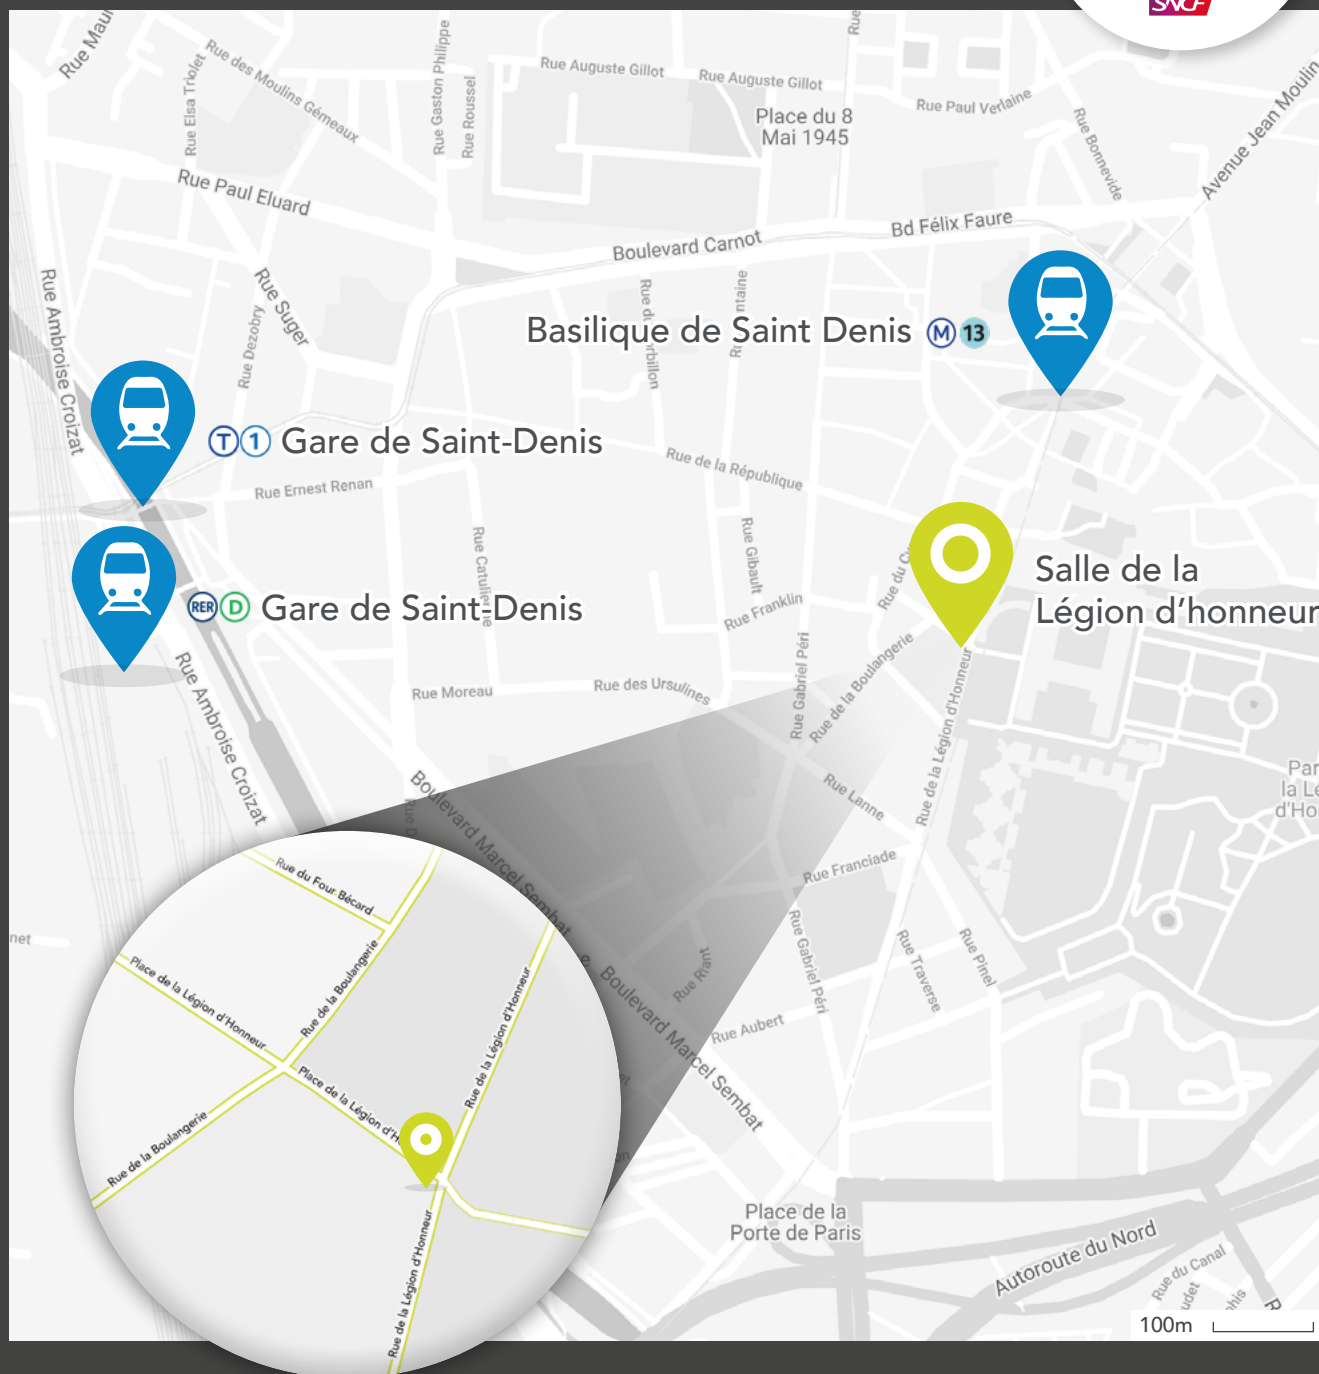 SNCF
Rue Elsa Triolet
Rue des Moulins Gémeaux
Rue Gaston Philippe
Rue Roussel
Rue Auguste Gillot
Rue Auguste Gillot
Rue
Place du 8
Mai 1945
Rue Paul Verlaine
Rue Bonnevide
Avenue Jean Moulin
Rue Paul Eluard
Boulevard Carnot
Bd Félix Faure
Rue Ambroise Croizat
Rue Suger
Rue Dezobry
Basilique de Saint Denis M 13
T 1 Gare de Saint-Denis
Rue Ernest Renan
Rue de la République
Rue Catulienne
Rue Gibault
Rue Franklin
Salle de la
Légion d'honneur
RER D Gare de Saint-Denis
Rue Ambroise Croizat
Rue Moreau
Rue des Ursulines
Rue Gabriel Péri
Rue de la Boulangerie
Rue de la Légion d'Honneur
Rue Lanne
Rue Franciade
Boulevard Marcel Sembat
Rue Gabriel Péri
Rue Traverse
Rue Pinel
Rue Riant
Boulevard Marcel Sembat
Rue Aubert
net
Rue du Four Bécard
Rue de la Boulangerie
Place de la Légion d'Honneur
Rue de la Légion d'Honneur
Place de la Légion d'H
Rue de la Boulangerie
Rue de la Légion d'Honneur
Place de la
Porte de Paris
Autoroute du Nord
Rue du Canal
100m